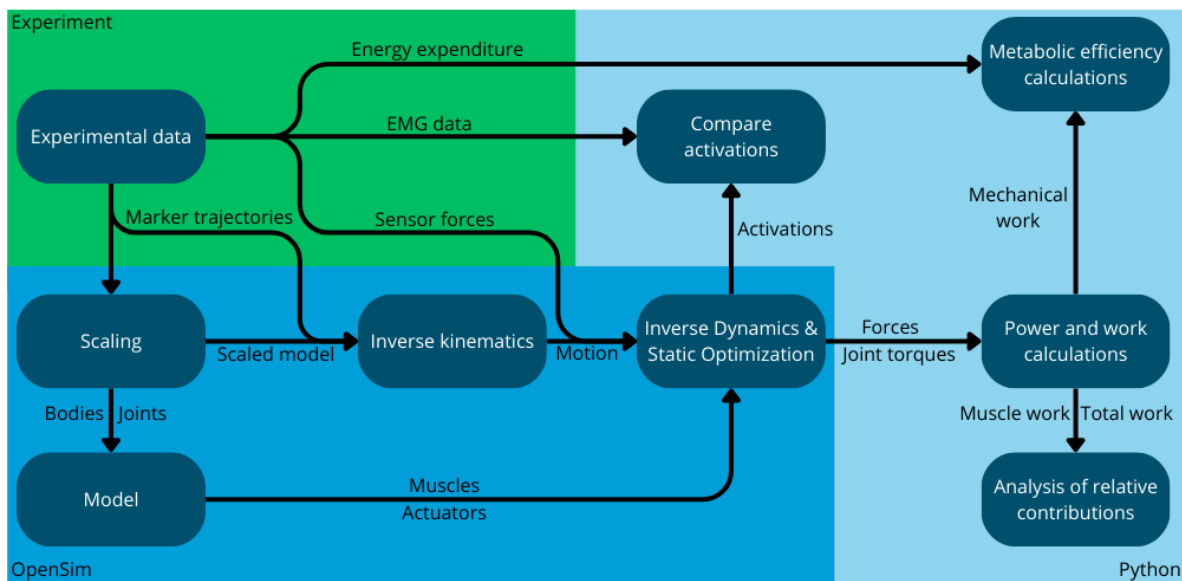 Experiment
Energy expenditure
Metabolic efficiency
calculations
Experimental data
EMG data
Compare
activations
Marker trajectories
Sensor forces
Activations
Mechanical
work
Scaling
Scaled model
Inverse kinematics
Motion
Inverse Dynamics &
Static Optimization
Forces
Joint torques
Power and work
calculations
Bodies
Joints
Muscle work
Total work
Model
Muscles
Actuators
Analysis of relative
contributions
OpenSim
Python